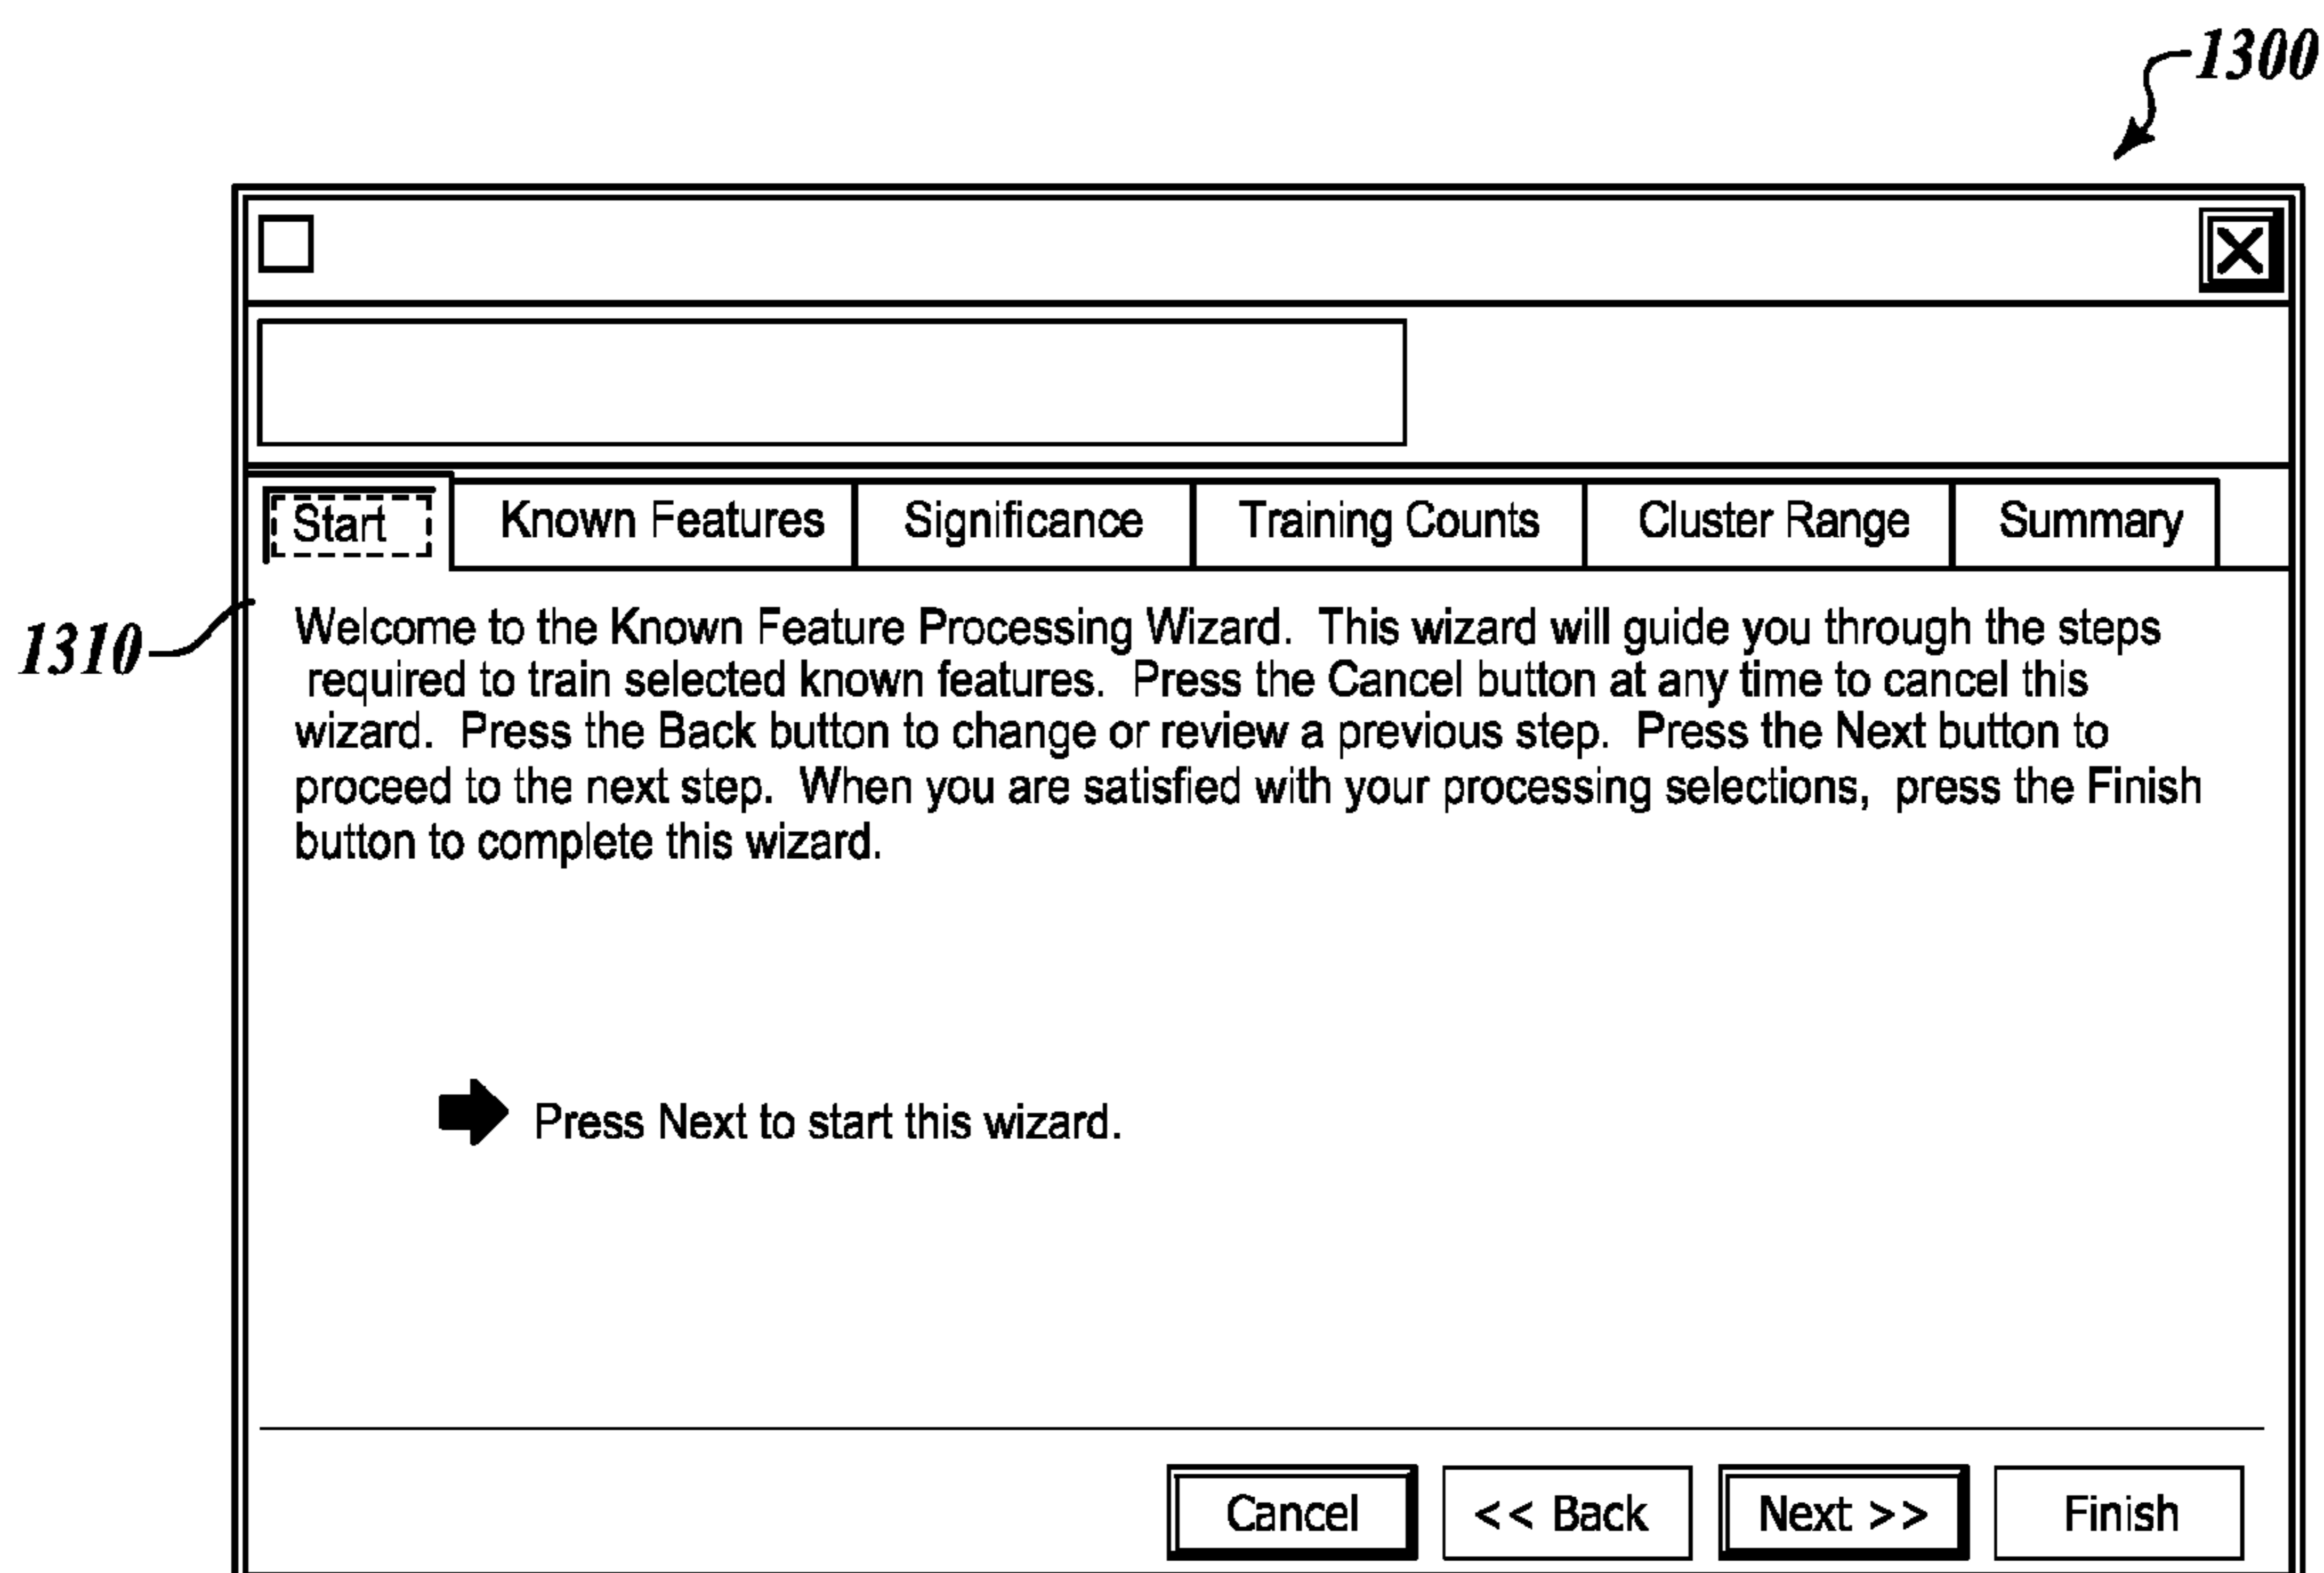 1300
Start Known Features Significance Training Counts Cluster Range Summary
1310
Welcome to the Known Feature Processing Wizard. This wizard will guide you through the steps
required to train selected known features. Press the Cancel button at any time to cancel this
wizard. Press the Back button to change or review a previous step. Press the Next button to
proceed to the next step. When you are satisfied with your processing selections, press the Finish
button to complete this wizard.
Press Next to start this wizard.
Cancel << Back Next >> Finish